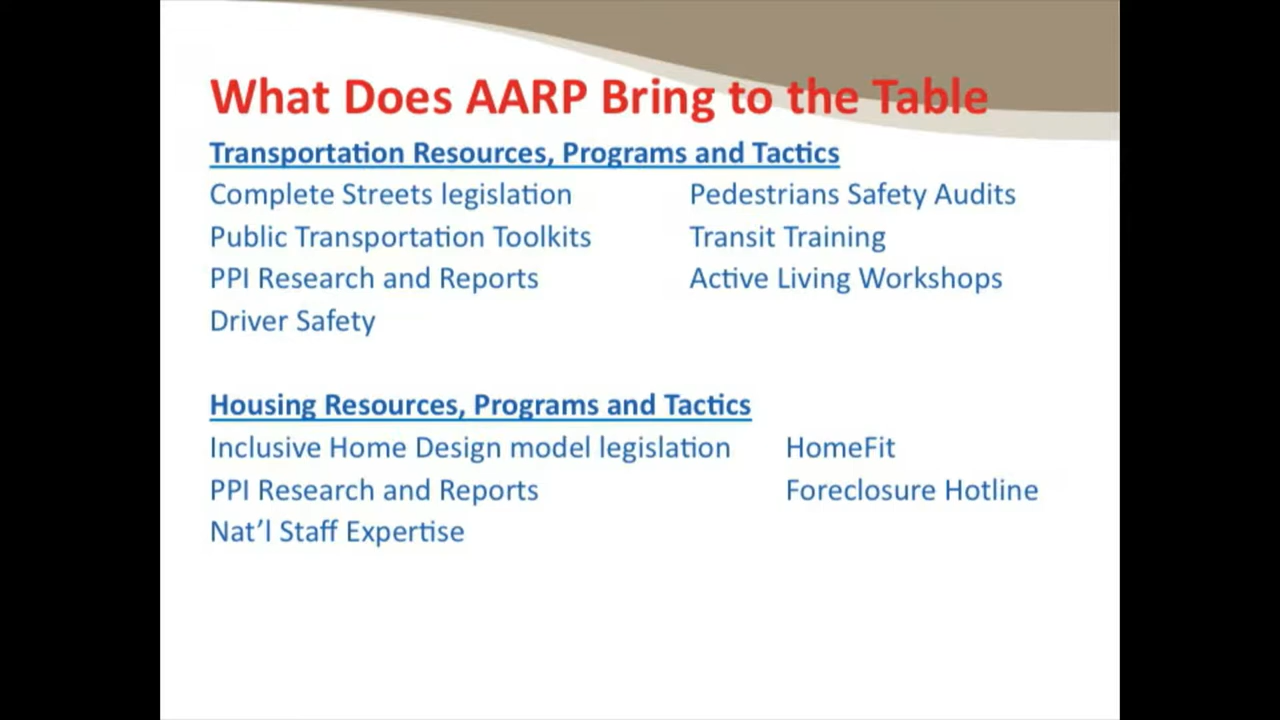 What Does AARP Bring to the Table
Transportation Resources, Programs and Tactics
Complete Streets legislation Pedestrians Safety Audits
Public Transportation Toolkits Transit Training
PPI Research and Reports Active Living Workshops
Driver Safety
Housing Resources, Programs and Tactics
Inclusive Home Design model legislation HomeFit
PPI Research and Reports Foreclosure Hotline
Nat’l Staff Expertise